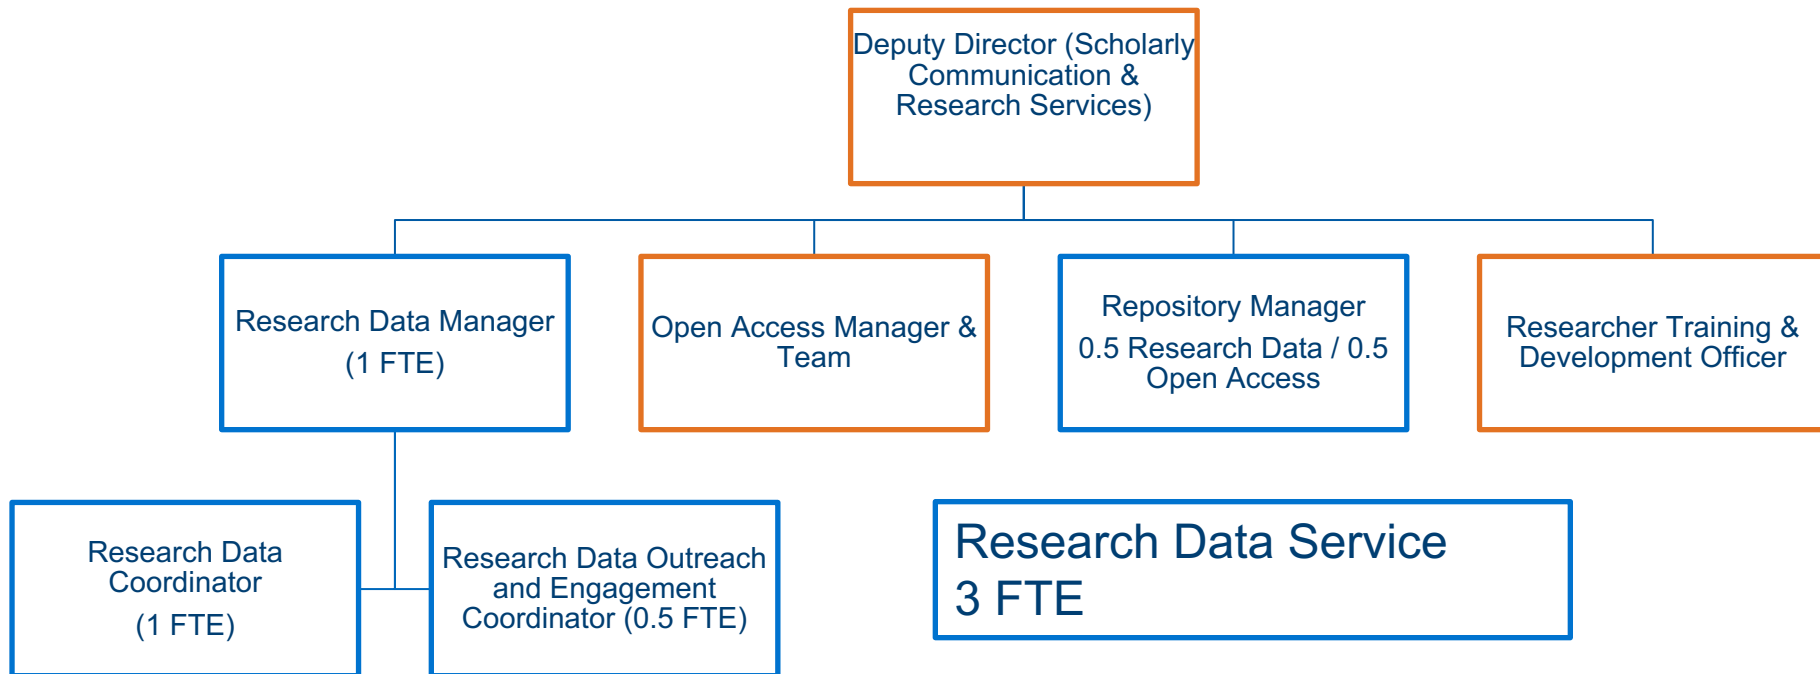 Deputy Director (Scholarly
Communication &
Research Services)
Research Data Manager
(1 FTE)
Open Access Manager &
Team
Repository Manager
0.5 Research Data / 0.5
Open Access
Researcher Training &
Development Officer
Research Data
Coordinator
(1 FTE)
Research Data Outreach
and Engagement
Coordinator (0.5 FTE)
Research Data Service
3 FTE